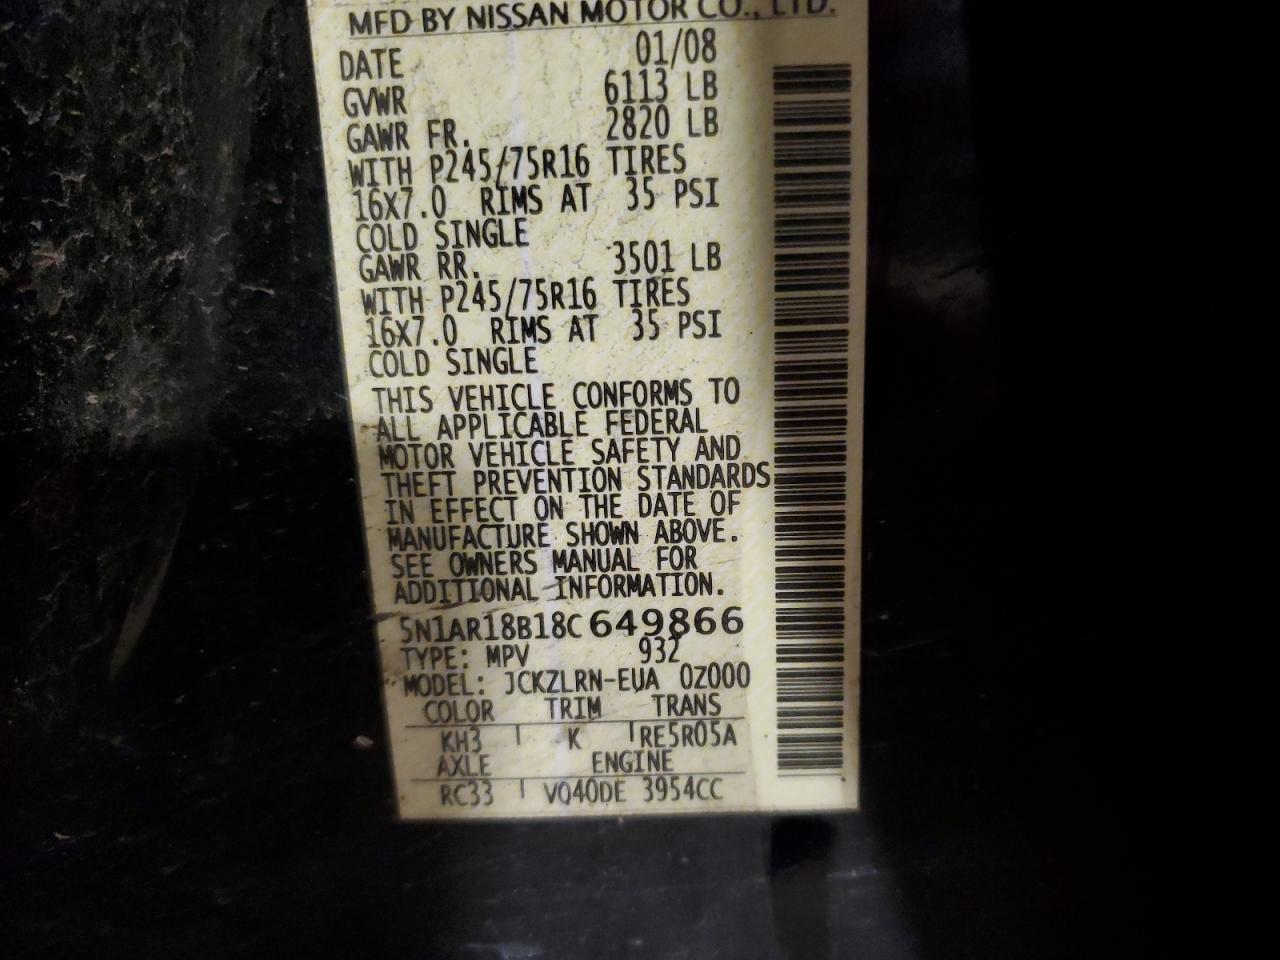 MFD BY NISSAN MOTOR CO., LTD.
DATE 01/08
GVWR 6113 LB
GAWR FR. 2820 LB
WITH P245/75R16 TIRES
16X7.0 RIMS AT 35 PSI
COLD SINGLE
GAWR RR. 3501 LB
WITH P245/75R16 TIRES
16X7.0 RIMS AT 35 PSI
COLD SINGLE
THIS VEHICLE CONFORMS TO
ALL APPLICABLE FEDERAL
MOTOR VEHICLE SAFETY AND
THEFT PREVENTION STANDARDS
IN EFFECT ON THE DATE OF
MANUFACTURE SHOWN ABOVE.
SEE OWNERS MANUAL FOR
ADDITIONAL INFORMATION.
5N1AR18B18C649866
TYPE: MPV 932
MODEL: JCKZLRN-EUA 0Z000
COLOR TRIM TRANS
KH3 K RE5R05A
AXLE ENGINE
RC33 VQ40DE 3954CC